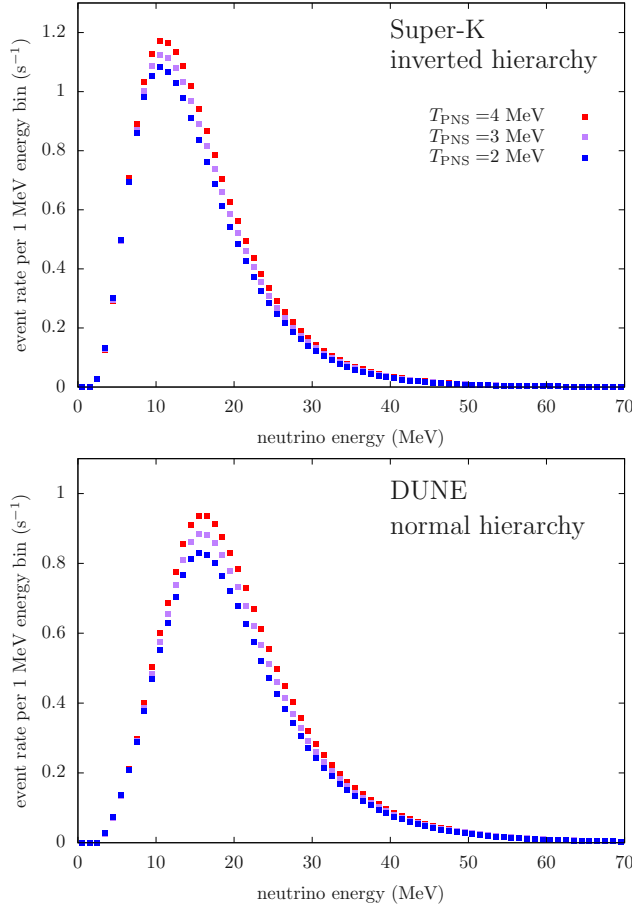 Super-K
inverted hierarchy
T_PNS =4 MeV
T_PNS =3 MeV
T_PNS =2 MeV
event rate per 1 MeV energy bin (s⁻¹)
1.2
1
0.8
0.6
0.4
0.2
0
0 10 20 30 40 50 60 70
neutrino energy (MeV)
DUNE
normal hierarchy
event rate per 1 MeV energy bin (s⁻¹)
1
0.8
0.6
0.4
0.2
0
0 10 20 30 40 50 60 70
neutrino energy (MeV)